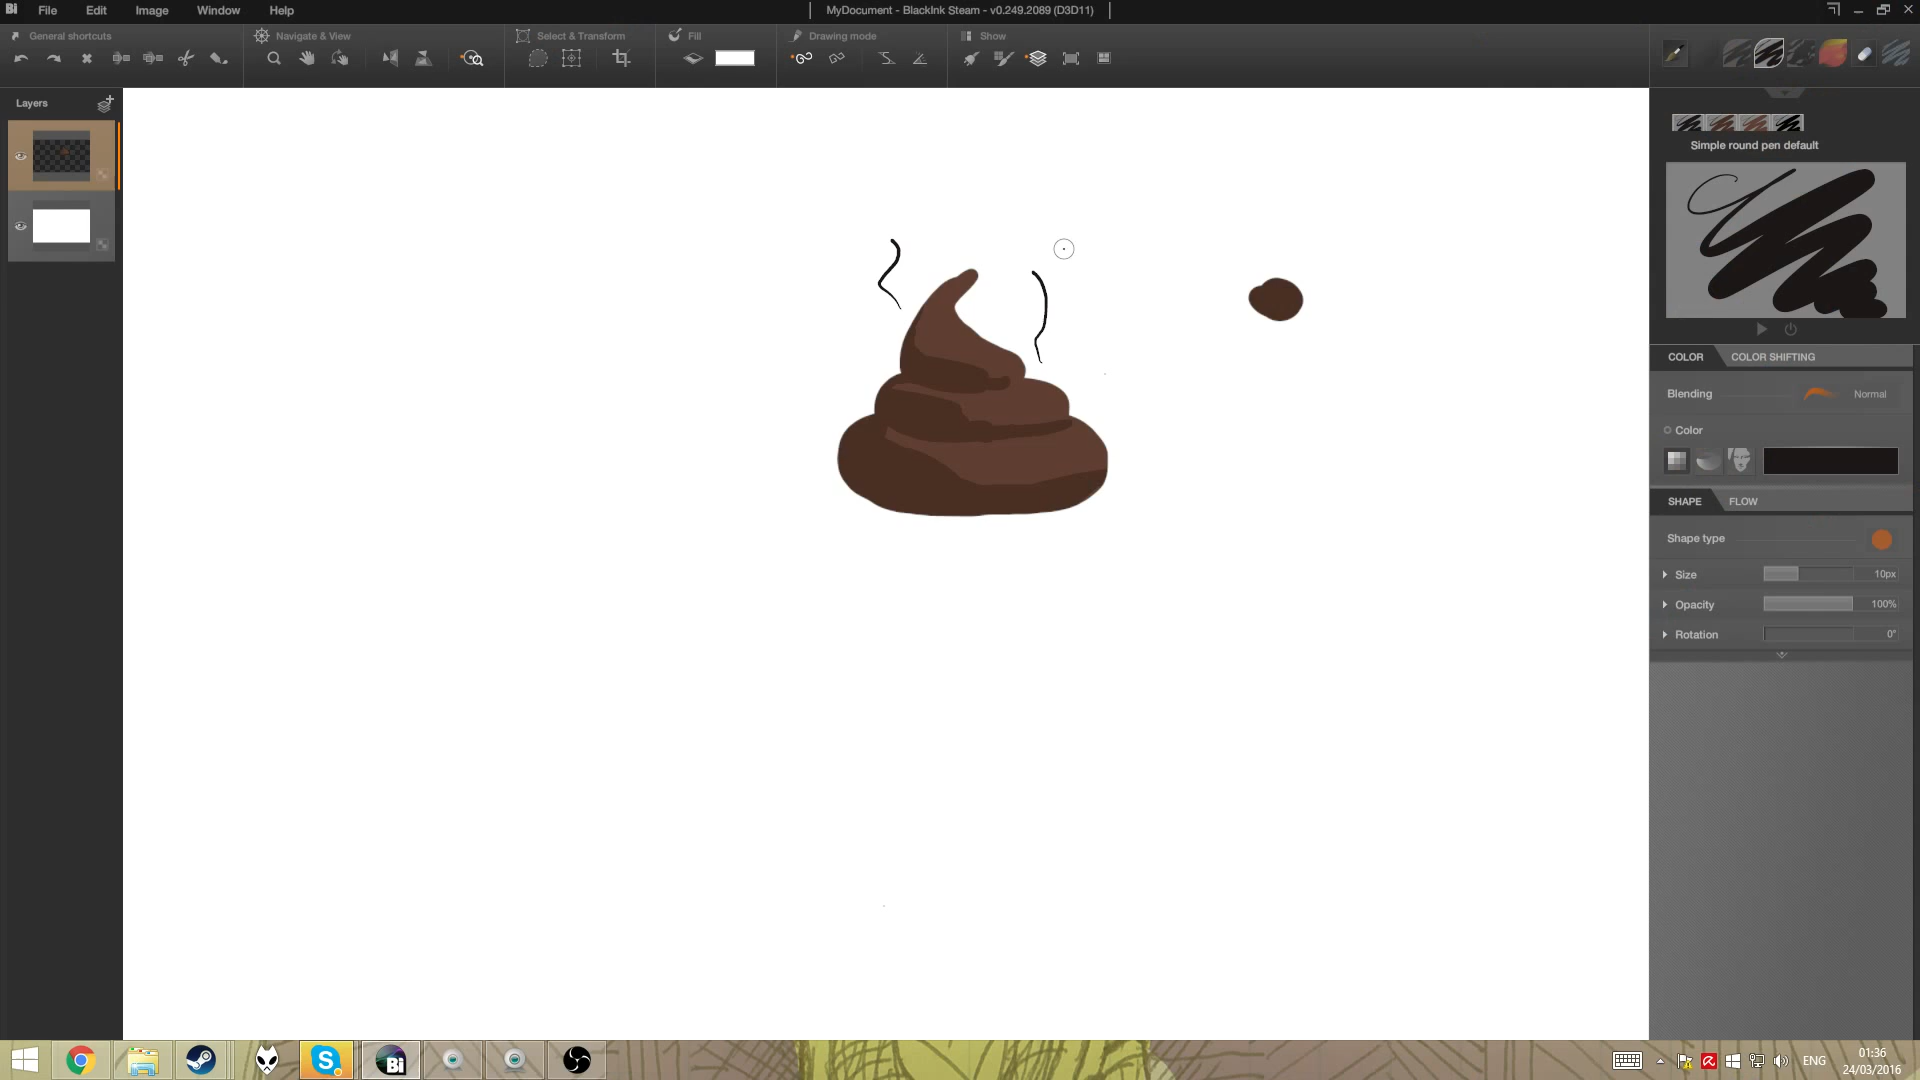 Bi File Edit Image Window Help MyDocument - BlackInk Steam - v0.249.2089 (D3D11)
General shortcuts Navigate & View Select & Transform Fill Drawing mode Show
Layers
Simple round pen default
COLOR COLOR SHIFTING
Blending Normal
Color
SHAPE FLOW
Shape type
Size 10px
Opacity 100%
Rotation 0°
S Bi ENG 01:36
24/03/2016